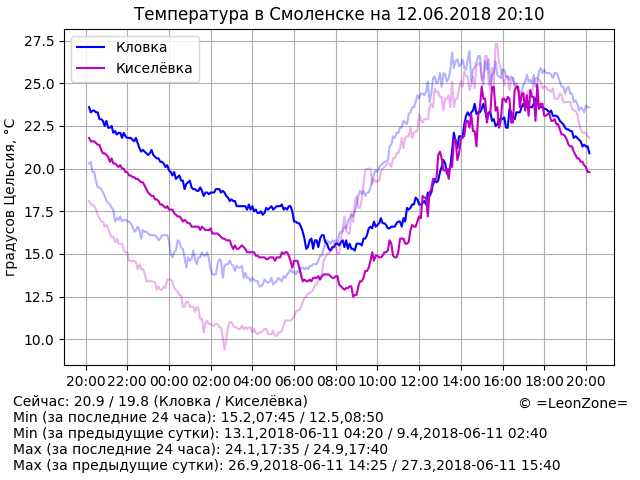 Температура в Смоленске на 12.06.2018 20:10
27.5
25.0
22.5
20.0
17.5
15.0
12.5
10.0
градусов Цельсия, °C
Кловка
Киселёвка
20:00 22:00 00:00 02:00 04:00 06:00 08:00 10:00 12:00 14:00 16:00 18:00 20:00
Сейчас: 20.9 / 19.8 (Кловка / Киселёвка)
© =LeonZone=
Min (за последние 24 часа): 15.2,07:45 / 12.5,08:50
Min (за предыдущие сутки): 13.1,2018-06-11 04:20 / 9.4,2018-06-11 02:40
Max (за последние 24 часа): 24.1,17:35 / 24.9,17:40
Max (за предыдущие сутки): 26.9,2018-06-11 14:25 / 27.3,2018-06-11 15:40